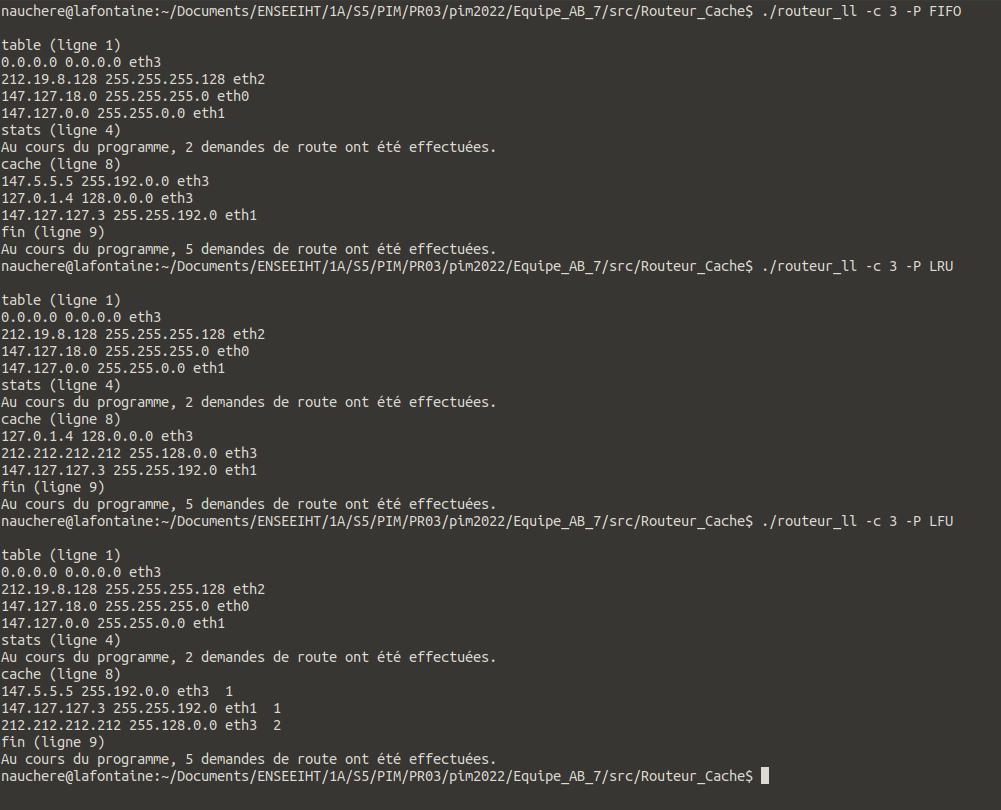 nauchere@lafontaine:~/Documents/ENSEEIHT/1A/S5/PIM/PR03/pim2022/Equipe_AB_7/src/Routeur_Cache$ ./routeur_ll -c 3 -P FIFO
table (ligne 1)
0.0.0.0 0.0.0.0 eth3
212.19.8.128 255.255.255.128 eth2
147.127.18.0 255.255.255.0 eth0
147.127.0.0 255.255.0.0 eth1
stats (ligne 4)
Au cours du programme, 2 demandes de route ont été effectuées.
cache (ligne 8)
147.5.5.5 255.192.0.0 eth3
127.0.1.4 128.0.0.0 eth3
147.127.127.3 255.255.192.0 eth1
fin (ligne 9)
Au cours du programme, 5 demandes de route ont été effectuées.
nauchere@lafontaine:~/Documents/ENSEEIHT/1A/S5/PIM/PR03/pim2022/Equipe_AB_7/src/Routeur_Cache$ ./routeur_ll -c 3 -P LRU
table (ligne 1)
0.0.0.0 0.0.0.0 eth3
212.19.8.128 255.255.255.128 eth2
147.127.18.0 255.255.255.0 eth0
147.127.0.0 255.255.0.0 eth1
stats (ligne 4)
Au cours du programme, 2 demandes de route ont été effectuées.
cache (ligne 8)
127.0.1.4 128.0.0.0 eth3
212.212.212.212 255.128.0.0 eth3
147.127.127.3 255.255.192.0 eth1
fin (ligne 9)
Au cours du programme, 5 demandes de route ont été effectuées.
nauchere@lafontaine:~/Documents/ENSEEIHT/1A/S5/PIM/PR03/pim2022/Equipe_AB_7/src/Routeur_Cache$ ./routeur_ll -c 3 -P LFU
table (ligne 1)
0.0.0.0 0.0.0.0 eth3
212.19.8.128 255.255.255.128 eth2
147.127.18.0 255.255.255.0 eth0
147.127.0.0 255.255.0.0 eth1
stats (ligne 4)
Au cours du programme, 2 demandes de route ont été effectuées.
cache (ligne 8)
147.5.5.5 255.192.0.0 eth3  1
147.127.127.3 255.255.192.0 eth1  1
212.212.212.212 255.128.0.0 eth3  2
fin (ligne 9)
Au cours du programme, 5 demandes de route ont été effectuées.
nauchere@lafontaine:~/Documents/ENSEEIHT/1A/S5/PIM/PR03/pim2022/Equipe_AB_7/src/Routeur_Cache$